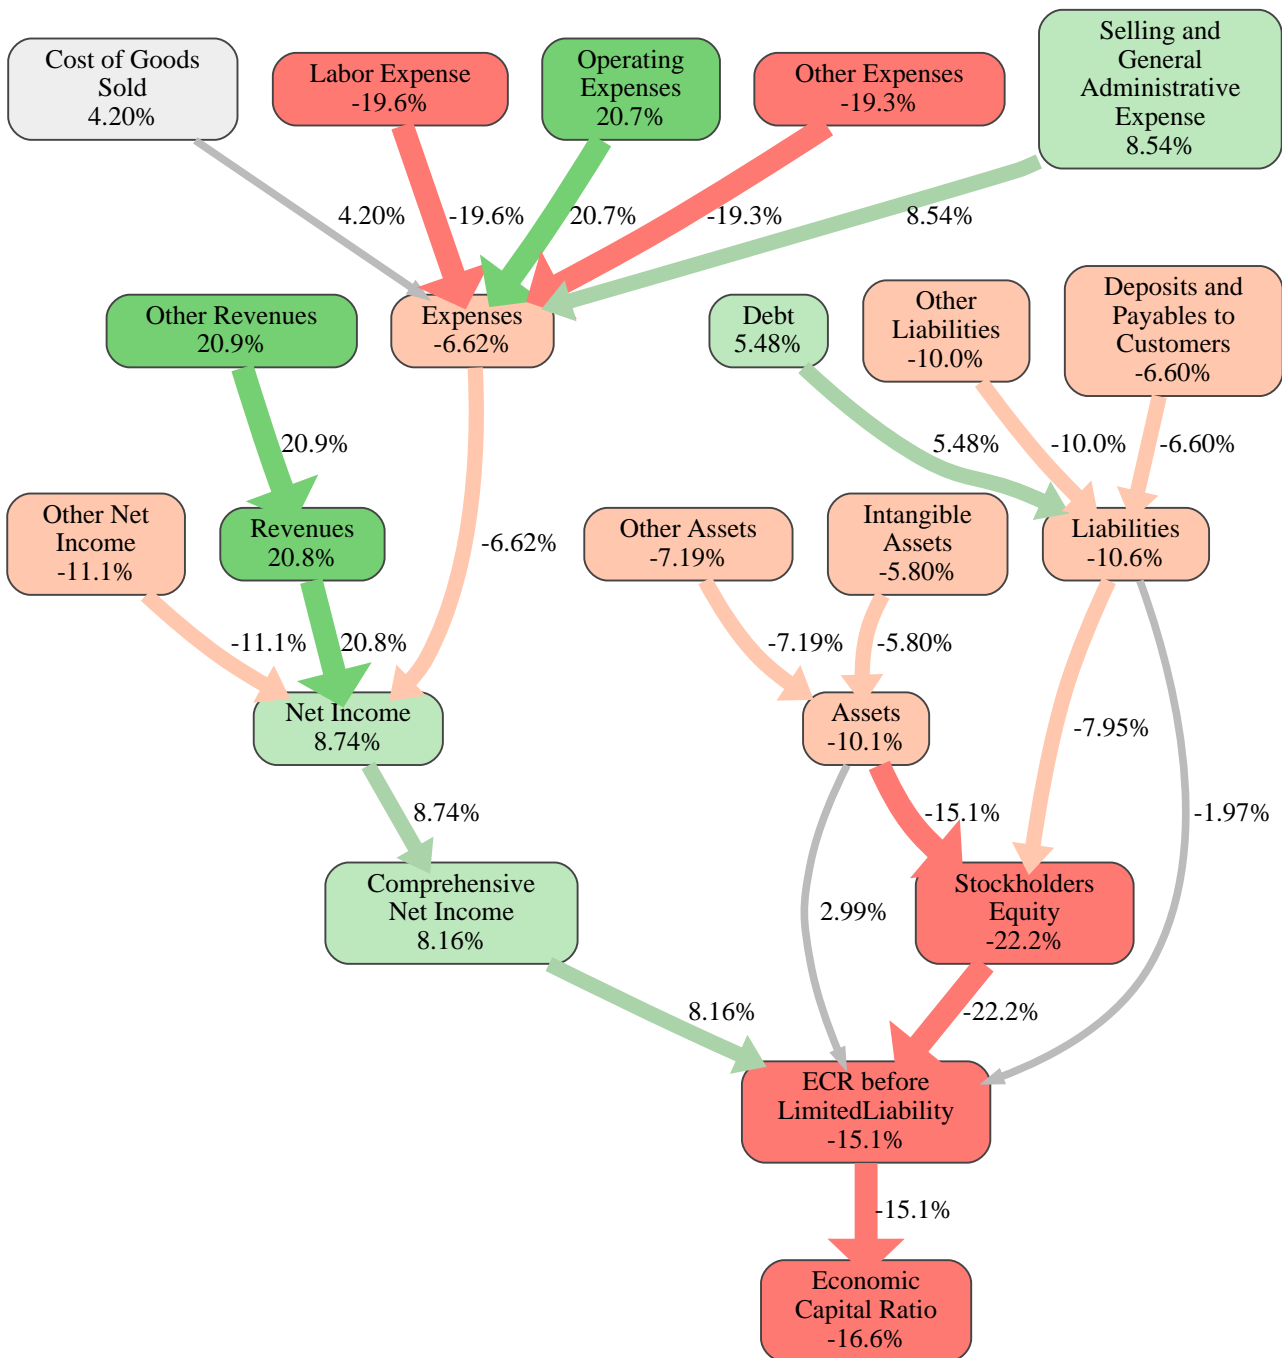 Cost of Goods
Sold
4.20%
Labor Expense
-19.6%
Operating
Expenses
20.7%
Other Expenses
-19.3%
Selling and
General
Administrative
Expense
8.54%
4.20%
-19.6%
20.7%
-19.3%
8.54%
Other Revenues
20.9%
Expenses
-6.62%
Debt
5.48%
Other
Liabilities
-10.0%
Deposits and
Payables to
Customers
-6.60%
20.9%
5.48%
-10.0%
-6.60%
Other Net
Income
-11.1%
Revenues
20.8%
-6.62%
Other Assets
-7.19%
Intangible
Assets
-5.80%
Liabilities
-10.6%
-11.1%
20.8%
-7.19%
-5.80%
Net Income
8.74%
Assets
-10.1%
-7.95%
8.74%
-15.1%
-1.97%
Comprehensive
Net Income
8.16%
2.99%
Stockholders
Equity
-22.2%
8.16%
-22.2%
ECR before
LimitedLiability
-15.1%
-15.1%
Economic
Capital Ratio
-16.6%